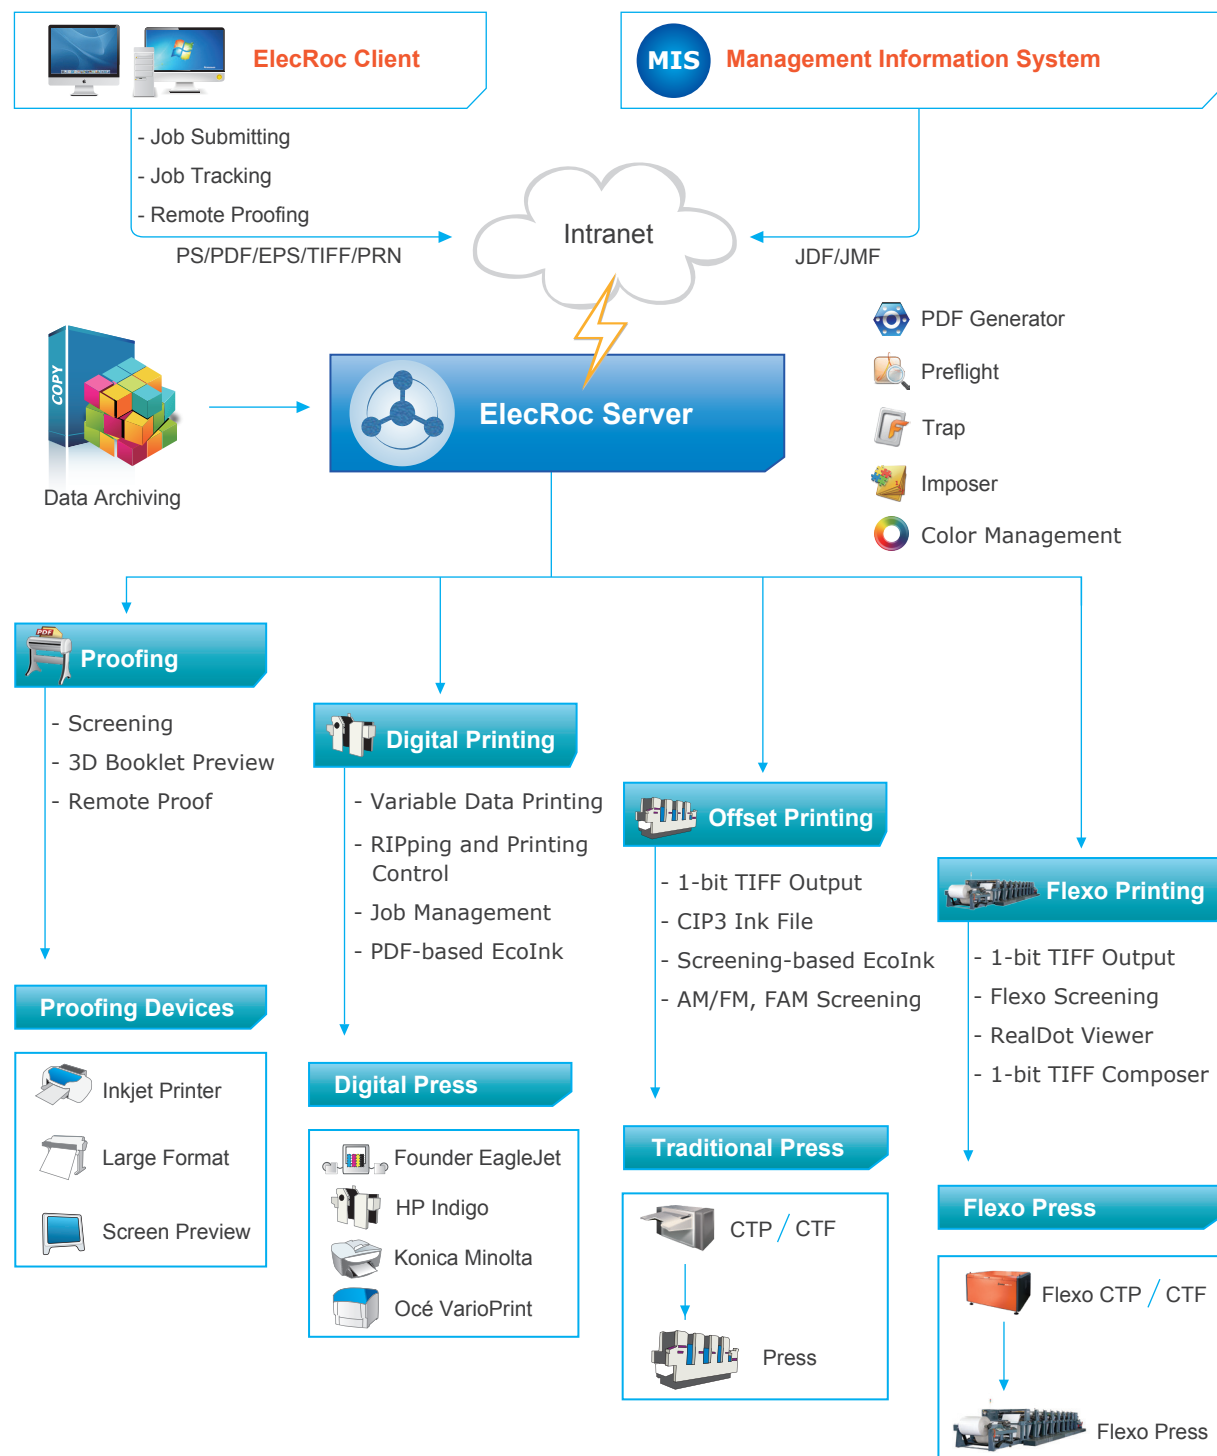 ElecRoc Client
MIS
Management Information System
- Job Submitting
- Job Tracking
- Remote Proofing
PS/PDF/EPS/TIFF/PRN
Intranet
JDF/JMF
PDF Generator
Preflight
Trap
Imposer
Color Management
COPY
Data Archiving
ElecRoc Server
PDF
Proofing
- Screening
- 3D Booklet Preview
- Remote Proof
Proofing Devices
Inkjet Printer
Large Format
Screen Preview
Digital Printing
- Variable Data Printing
- RIPping and Printing
Control
- Job Management
- PDF-based EcoInk
Digital Press
Founder EagleJet
HP Indigo
Konica Minolta
Océ VarioPrint
Offset Printing
- 1-bit TIFF Output
- CIP3 Ink File
- Screening-based EcoInk
- AM/FM, FAM Screening
Traditional Press
CTP / CTF
Press
Flexo Printing
- 1-bit TIFF Output
- Flexo Screening
- RealDot Viewer
- 1-bit TIFF Composer
Flexo Press
Flexo CTP / CTF
Flexo Press